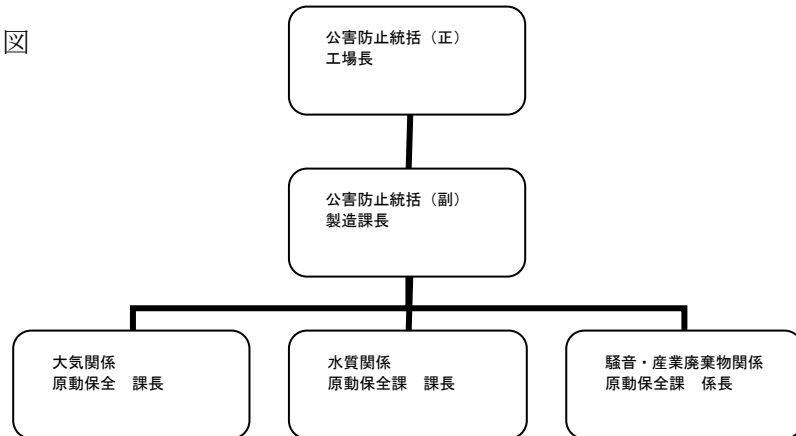 図
公害防止統括（正）
工場長
公害防止統括（副）
製造課長
大気関係
原動保全　課長
水質関係
原動保全課　課長
騒音・産業廃棄物関係
原動保全課　係長